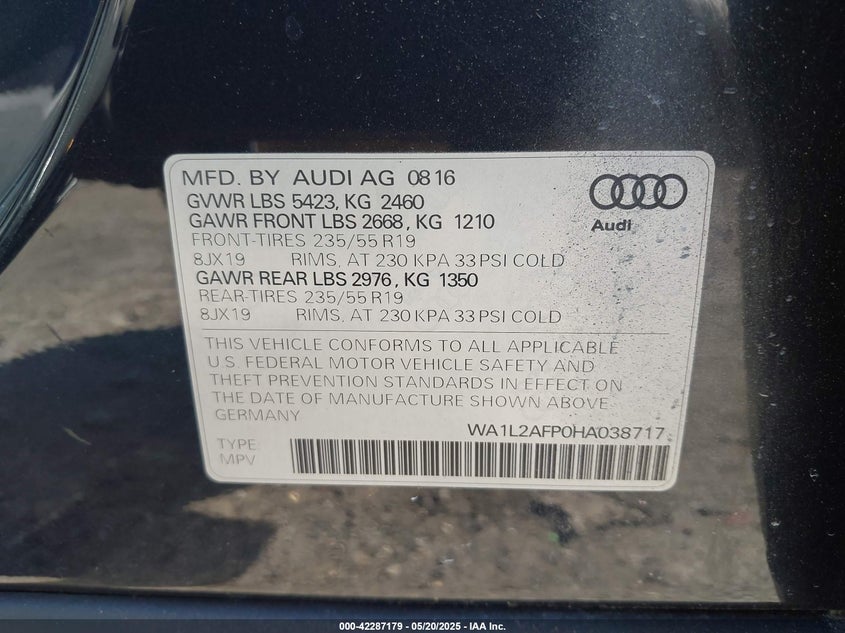 MFD. BY AUDI AG 0816
GVWR LBS 5423, KG 2460
GAWR FRONT LBS 2668, KG 1210
FRONT-TIRES 235/55 R19
8JX19 RIMS, AT 230 KPA 33 PSI COLD
GAWR REAR LBS 2976, KG 1350
REAR-TIRES 235/55 R19
8JX19 RIMS, AT 230 KPA 33 PSI COLD
Audi
THIS VEHICLE CONFORMS TO ALL APPLICABLE
U.S. FEDERAL MOTOR VEHICLE SAFETY AND
THEFT PREVENTION STANDARDS IN EFFECT ON
THE DATE OF MANUFACTURE SHOWN ABOVE
GERMANY
WA1L2AFP0HA038717
TYPE:
MPV
000-42287179 — 05/20/2025 — IAA Inc.